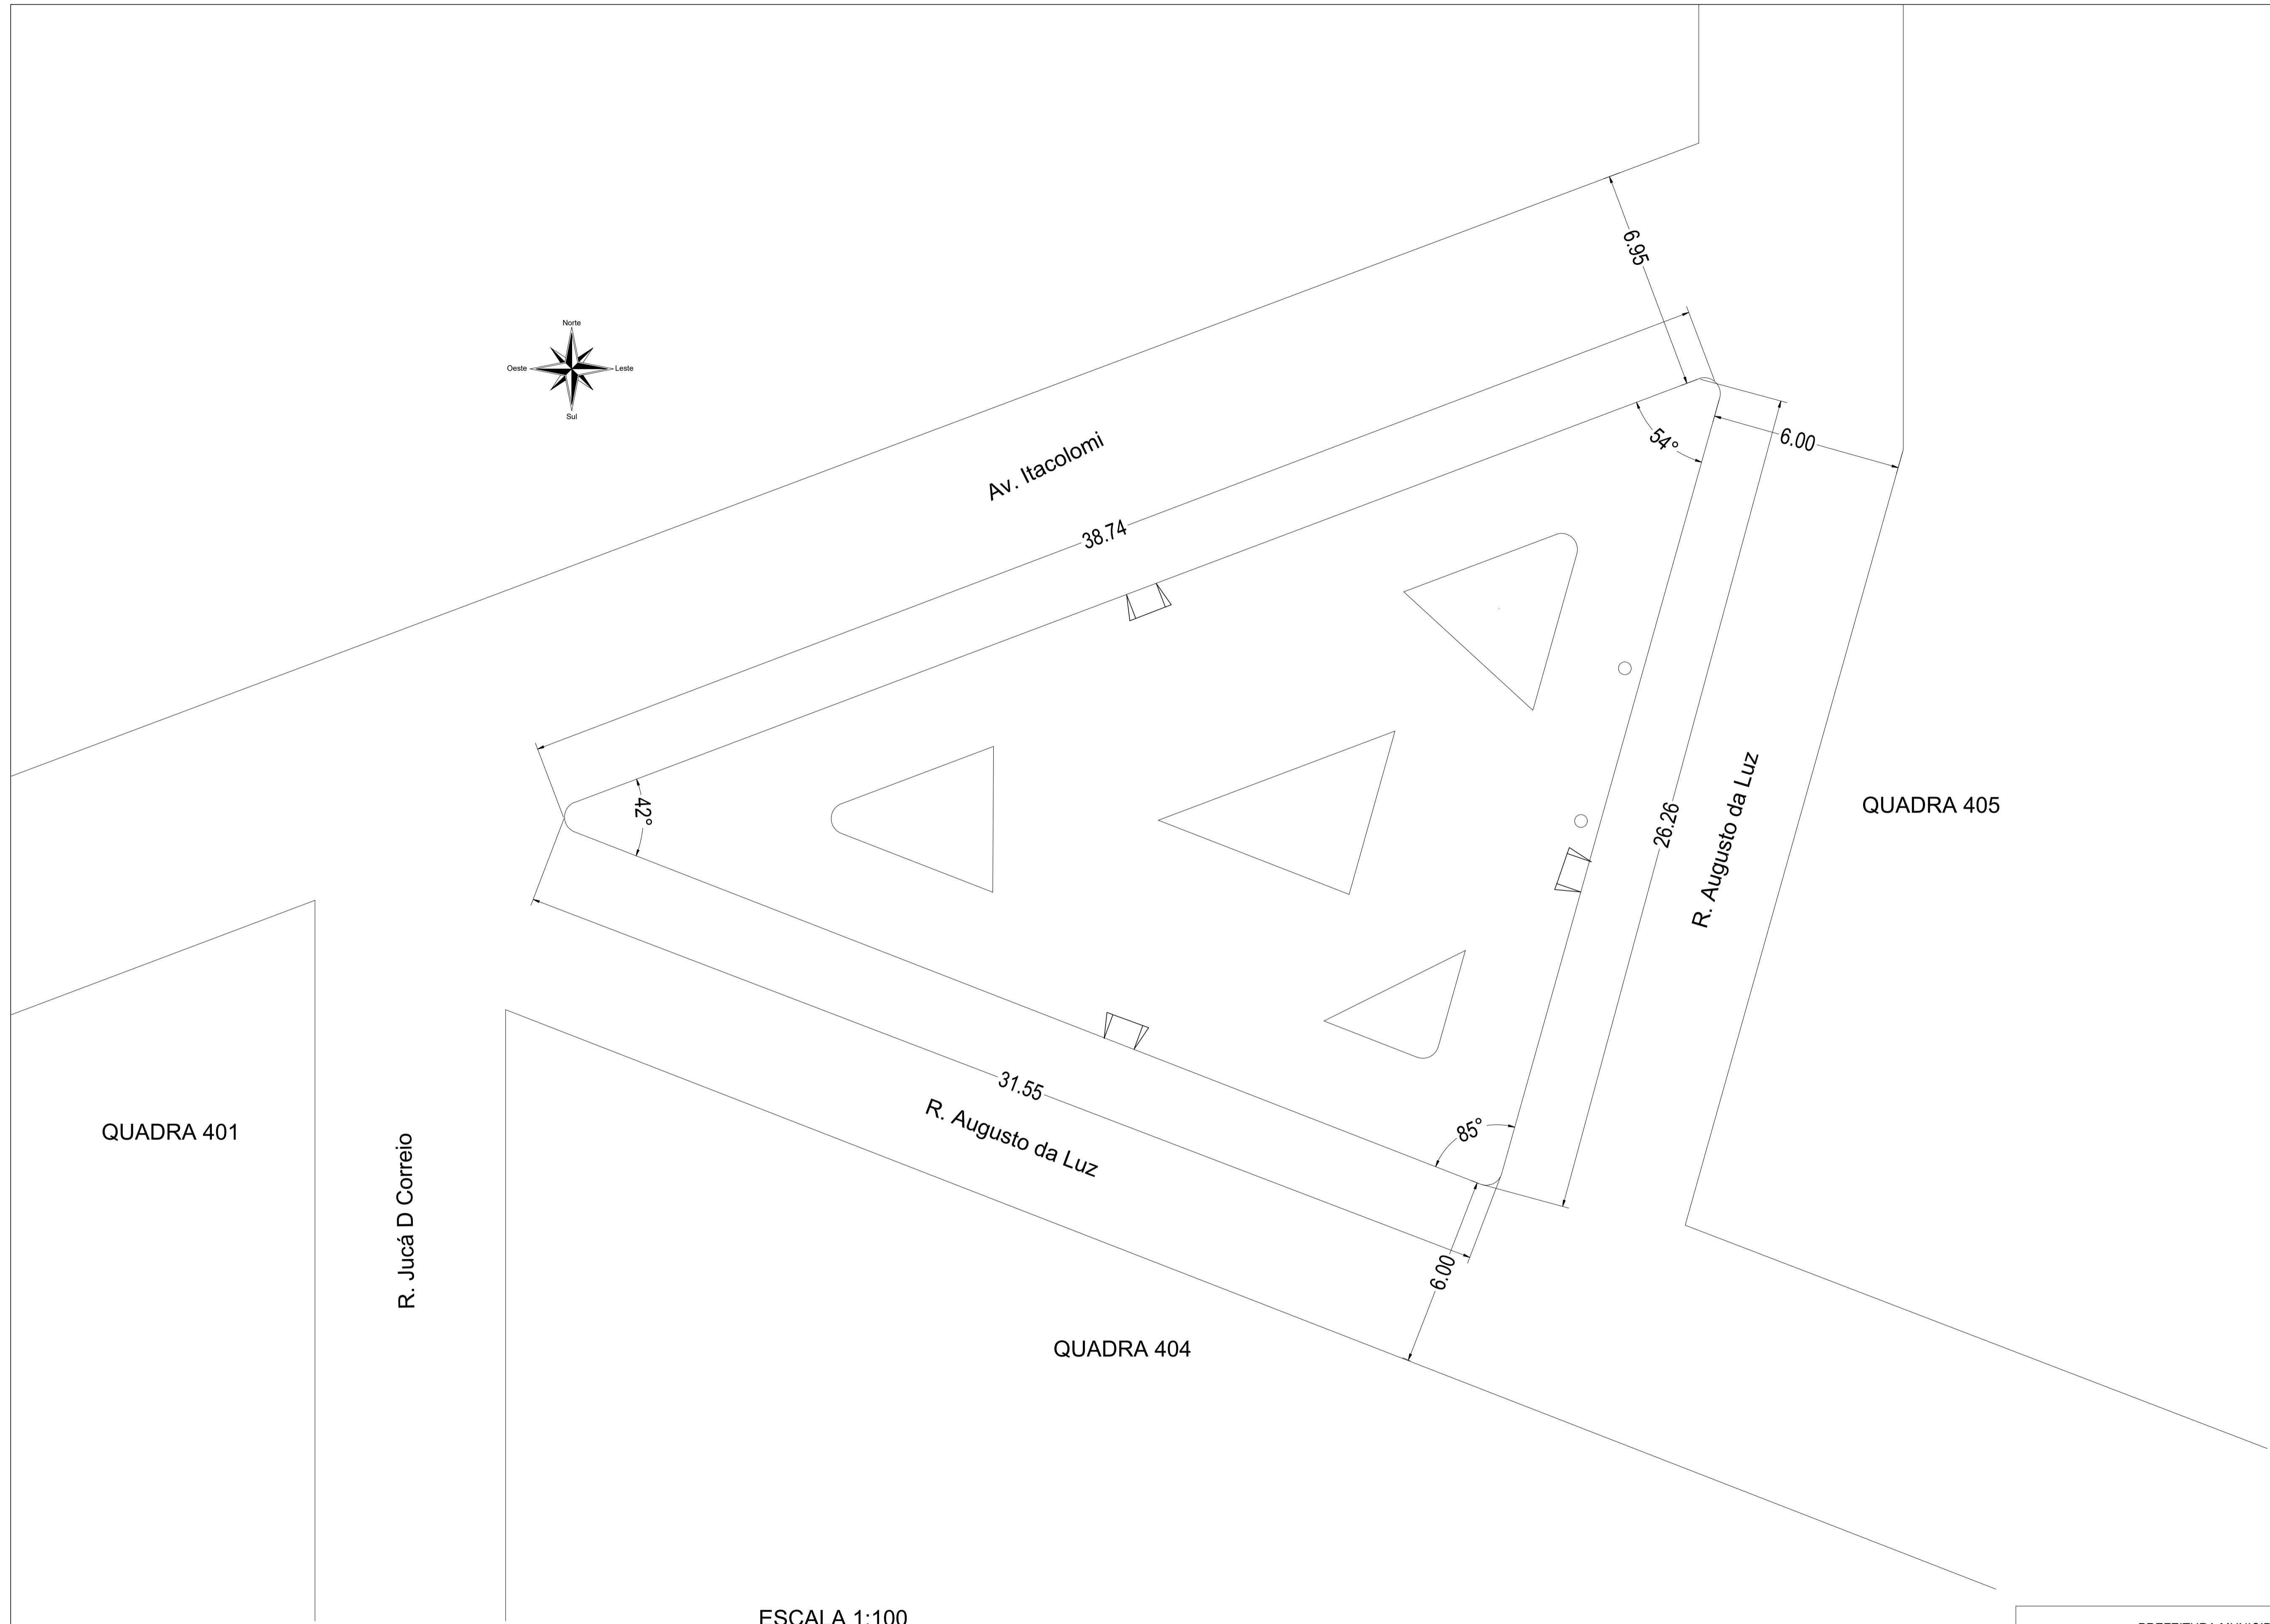 6.95
Norte
Oeste
Leste
Sul
Av. Itacolomi
54°
6.00
38.74
42°
26.26
R. Augusto da Luz
QUADRA 405
31.55
R. Augusto da Luz
85°
QUADRA 401
R. Jucá D Correio
6.00
QUADRA 404
ESCALA 1:100